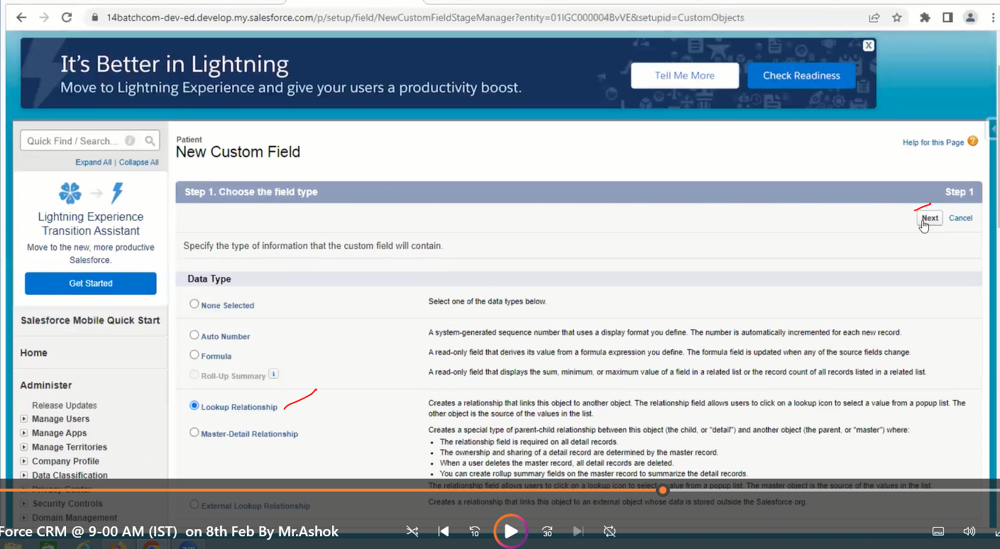 14batchcom-dev-ed.develop.my.salesforce.com/p/setup/field/NewCustomFieldStageManager?entity=01IGC000004BvVE&setupid=CustomObjects
It's Better in Lightning
Move to Lightning Experience and give your users a productivity boost.
Tell Me More
Check Readiness
X
Quick Find / Search...
Expand All | Collapse All
Lightning Experience
Transition Assistant
Move to the new, more productive
Salesforce.
Get Started
Salesforce Mobile Quick Start
Home
Administer
Release Updates
Manage Users
Manage Apps
Manage Territories
Company Profile
Data Classification
Privacy Center
Security Controls
Domain Management
Patient
New Custom Field
Help for this Page ?
Step 1. Choose the field type
Step 1
Next
Cancel
Specify the type of information that the custom field will contain.
Data Type
None Selected
Select one of the data types below.
Auto Number
A system-generated sequence number that uses a display format you define. The number is automatically incremented for each new record.
Formula
A read-only field that derives its value from a formula expression you define. The formula field is updated when any of the source fields change.
Roll-Up Summary i
A read-only field that displays the sum, minimum, or maximum value of a field in a related list or the record count of all records listed in a related list.
Lookup Relationship
Creates a relationship that links this object to another object. The relationship field allows users to click on a lookup icon to select a value from a popup list. The
other object is the source of the values in the list.
Master-Detail Relationship
Creates a special type of parent-child relationship between this object (the child, or "detail") and another object (the parent, or "master") where:
• The relationship field is required on all detail records.
• The ownership and sharing of a detail record are determined by the master record.
• When a user deletes the master record, all detail records are deleted.
• You can create rollup summary fields on the master record to summarize the detail records.
The relationship field allows users to click on a lookup icon to select a value from a popup list. The master object is the source of the values in the list.
External Lookup Relationship
Creates a relationship that links this object to an external object whose data is stored outside the Salesforce org.
Force CRM @ 9-00 AM (IST) on 8th Feb By Mr.Ashok
10
30